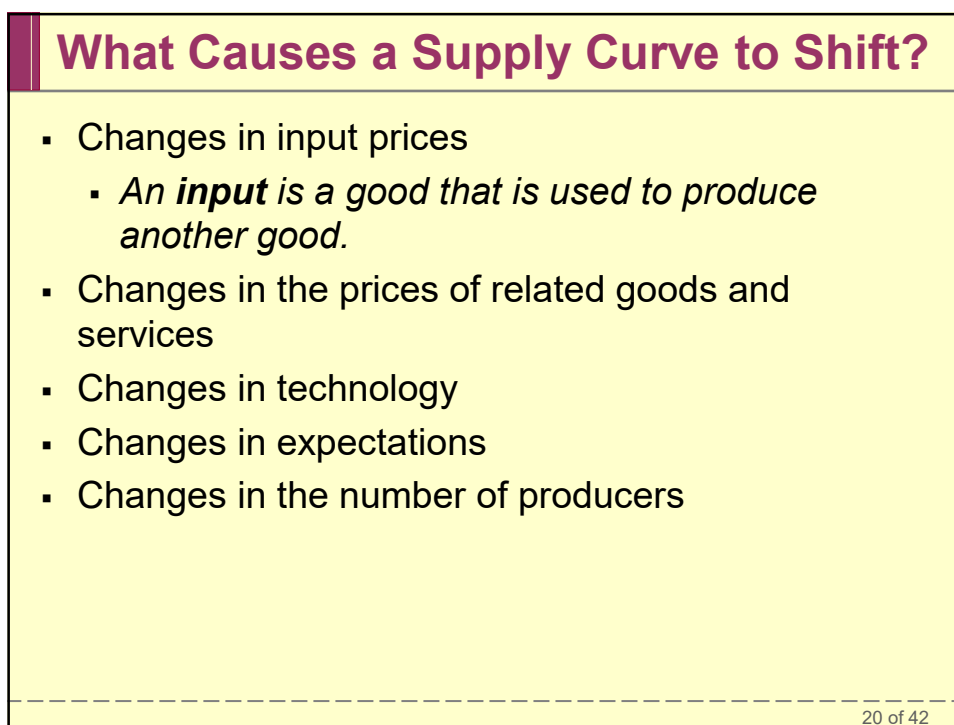 What Causes a Supply Curve to Shift?
▪ Changes in input prices
▪ An input is a good that is used to produce
another good.
▪ Changes in the prices of related goods and
services
▪ Changes in technology
▪ Changes in expectations
▪ Changes in the number of producers
20 of 42